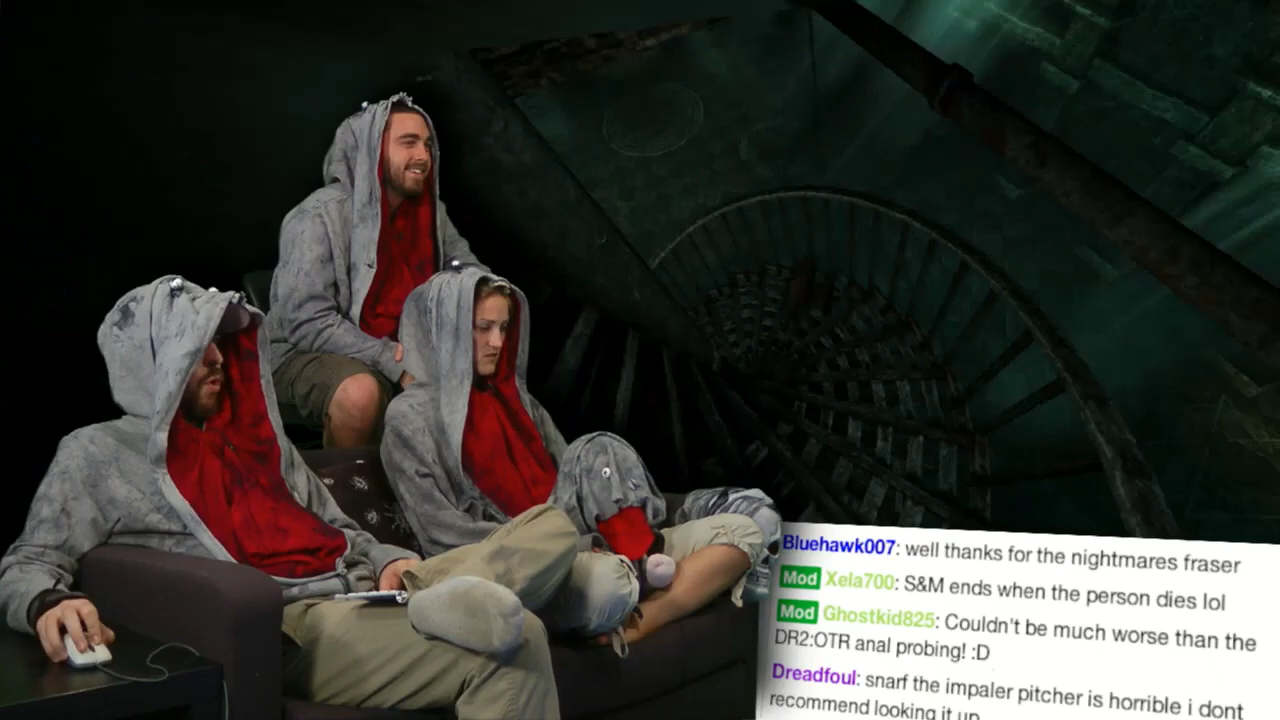 Bluehawk007: well thanks for the nightmares fraser
Mod Xela700: S&M ends when the person dies lol
Mod Ghostkid825: Couldn't be much worse than the
DR2:OTR anal probing! :D
Dreadfoul: snarf the impaler pitcher is horrible i dont
recommend looking it up